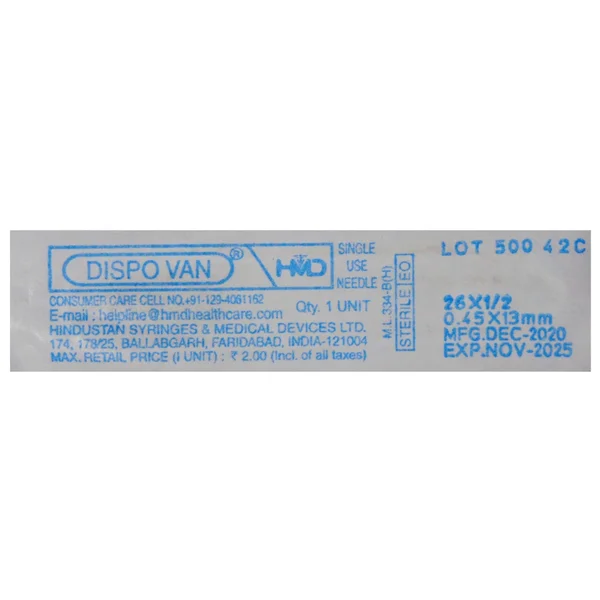 DISPO VAN®
HMD
SINGLE
USE
NEEDLE
CONSUMER CARE CELL NO.+91-129-4061162
E-mail : helpline@hmdhealthcare.com
Qty. 1 UNIT
HINDUSTAN SYRINGES & MEDICAL DEVICES LTD.
174, 178/25, BALLABGARH, FARIDABAD, INDIA-121004
MAX. RETAIL PRICE (I UNIT) : ₹ 2.00 (Incl. of all taxes)
M.L. 334-B(H)
STERILE EO
LOT 500 42C
26X1/2
0.45X13mm
MFG.DEC-2020
EXP.NOV-2025